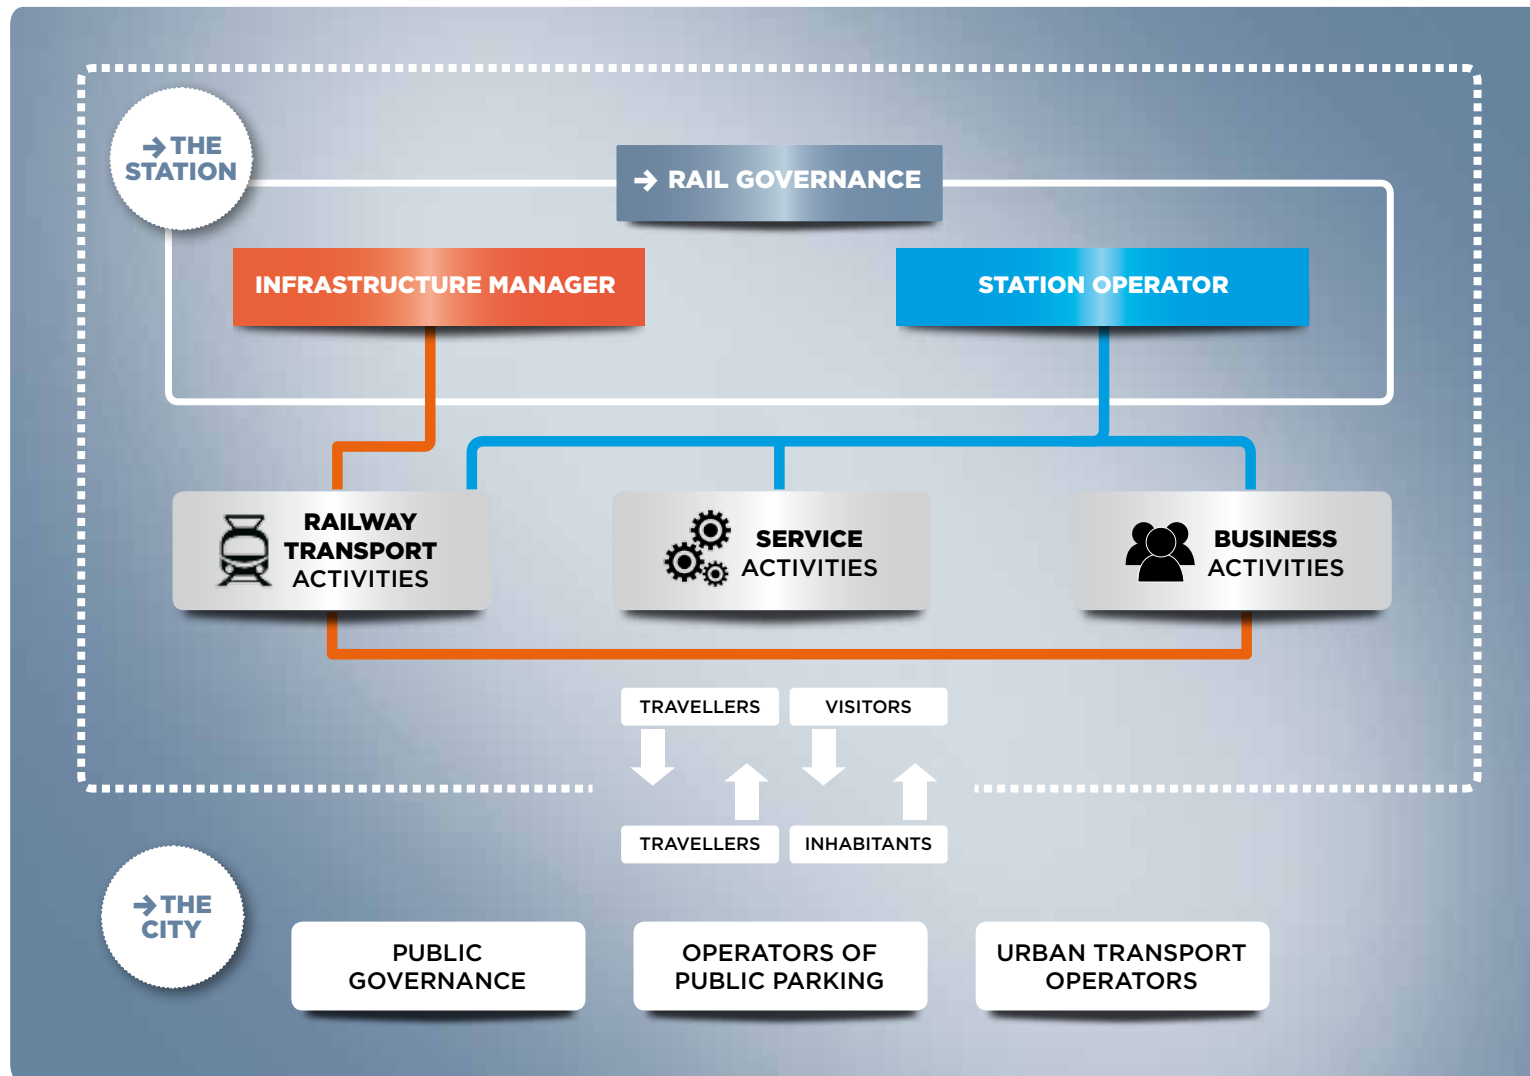 → THE
STATION
→ RAIL GOVERNANCE
INFRASTRUCTURE MANAGER
STATION OPERATOR
RAILWAY
TRANSPORT
ACTIVITIES
SERVICE
ACTIVITIES
BUSINESS
ACTIVITIES
TRAVELLERS
VISITORS
TRAVELLERS
INHABITANTS
→ THE
CITY
PUBLIC
GOVERNANCE
OPERATORS OF
PUBLIC PARKING
URBAN TRANSPORT
OPERATORS